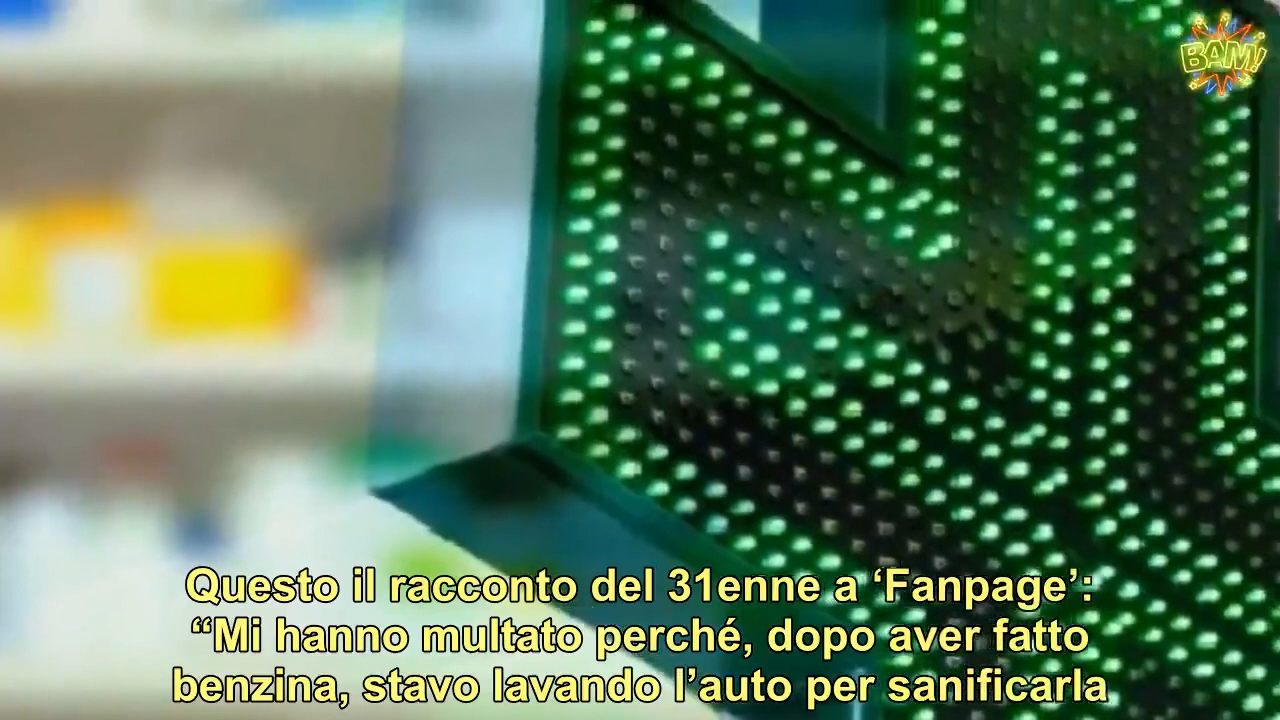 BAM!
Questo il racconto del 31enne a ‘Fanpage’:
“Mi hanno multato perché, dopo aver fatto
benzina, stavo lavando l’auto per sanificarla